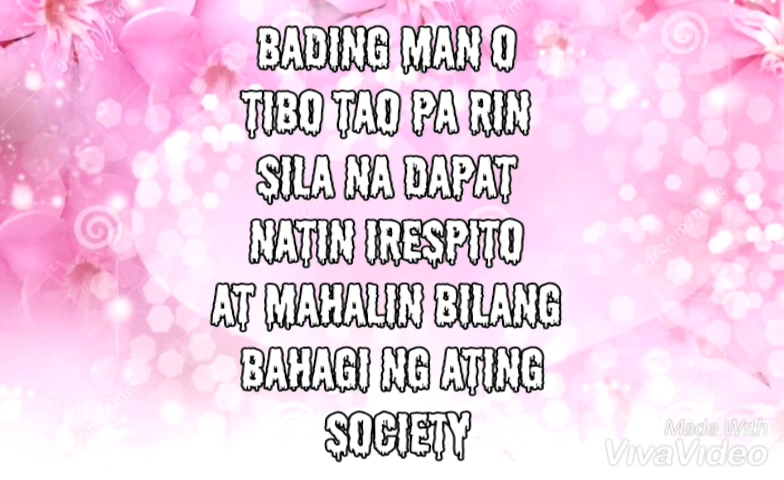 BADING MAN O
TIBO TAO PA RIN
SILA NA DAPAT
NATIN IRESPITO
AT MAHALIN BILANG
BAHAGI NG ATING
SOCIETY
Made With
VivaVideo